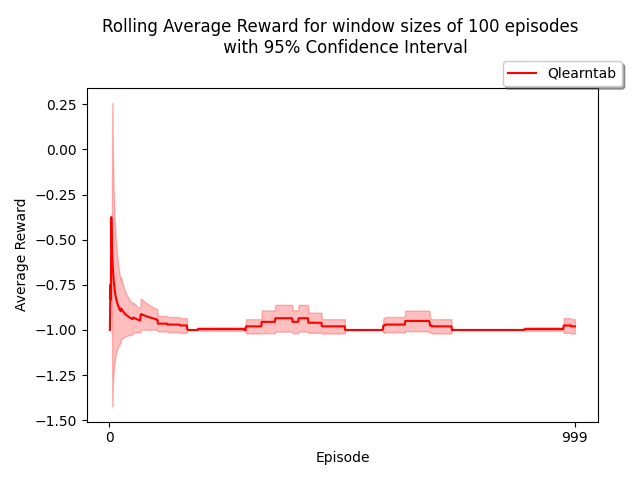 Rolling Average Reward for window sizes of 100 episodes
with 95% Confidence Interval
Qlearntab
0.25
0.00
−0.25
−0.50
−0.75
−1.00
−1.25
−1.50
Average Reward
0 999
Episode